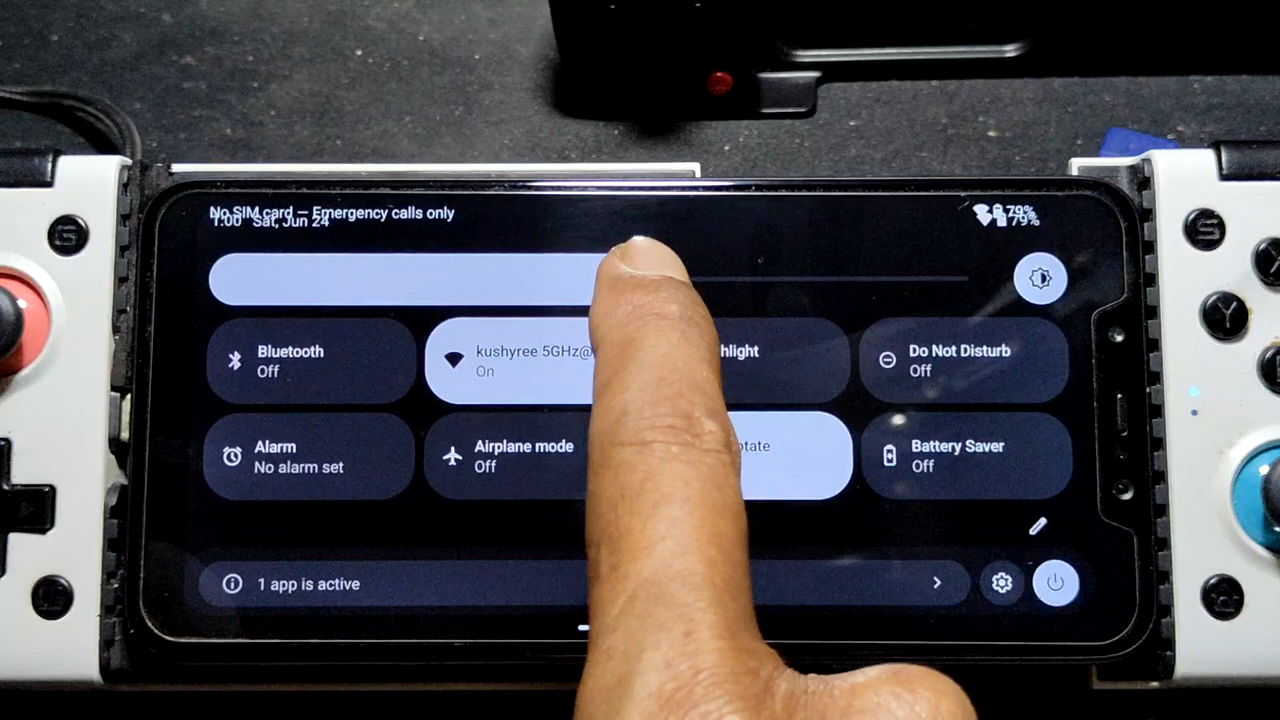 No SIM card — Emergency calls only
1:00 Sat, Jun 24
79%
79%
Bluetooth
Off
kushyree 5GHz@
On
hlight
Do Not Disturb
Off
Alarm
No alarm set
Airplane mode
Off
otate
Battery Saver
Off
1 app is active
G
S
X
Y